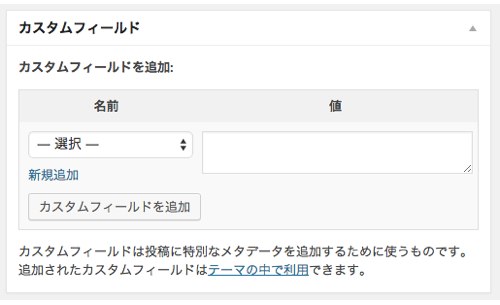 カスタムフィールド
カスタムフィールドを追加:
名前 値
— 選択 —
新規追加
カスタムフィールドを追加
カスタムフィールドは投稿に特別なメタデータを追加するために使うものです。
追加されたカスタムフィールドはテーマの中で利用できます。